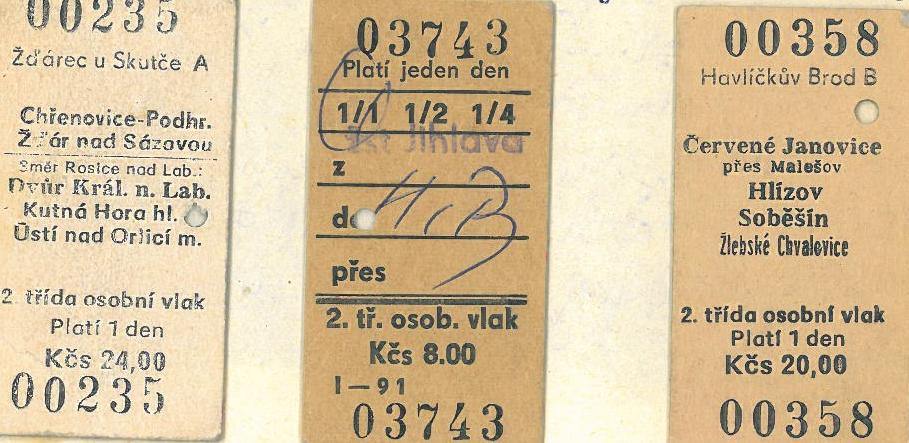 00235
Žďárec u Skutče A
Chřenovice-Podhr.
Žďár nad Sázavou
Směr Rosice nad Lab.:
Dvůr Král. n. Lab.
Kutná Hora hl. n.
Ústí nad Orlicí m.
2. třída osobní vlak
Platí 1 den
Kčs 24,00
00235
03743
Platí jeden den
1/1 1/2 1/4
žst Jihlava
z
do H.B
přes
2. tř. osob. vlak
Kčs 8.00
I—91
03743
00358
Havlíčkův Brod B
Červené Janovice
přes Malešov
Hlízov
Soběšín
Žlebské Chvalovice
2. třída osobní vlak
Platí 1 den
Kčs 20,00
00358